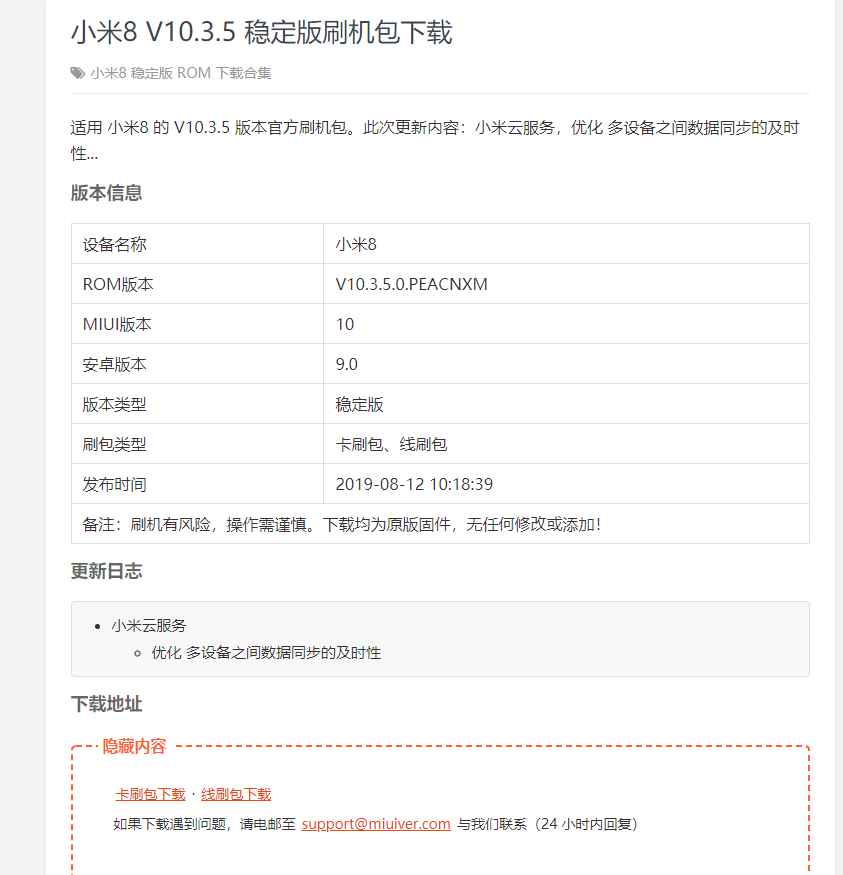 小米8 V10.3.5 稳定版刷机包下载
小米8 稳定版 ROM 下载合集
适用 小米8 的 V10.3.5 版本官方刷机包。此次更新内容：小米云服务，优化 多设备之间数据同步的及时
性...
版本信息
设备名称 小米8
ROM版本 V10.3.5.0.PEACNXM
MIUI版本 10
安卓版本 9.0
版本类型 稳定版
刷包类型 卡刷包、线刷包
发布时间 2019-08-12 10:18:39
备注：刷机有风险，操作需谨慎。下载均为原版固件，无任何修改或添加！
更新日志
小米云服务
优化 多设备之间数据同步的及时性
下载地址
隐藏内容
卡刷包下载 · 线刷包下载
如果下载遇到问题，请电邮至 support@miuiver.com 与我们联系（24 小时内回复）